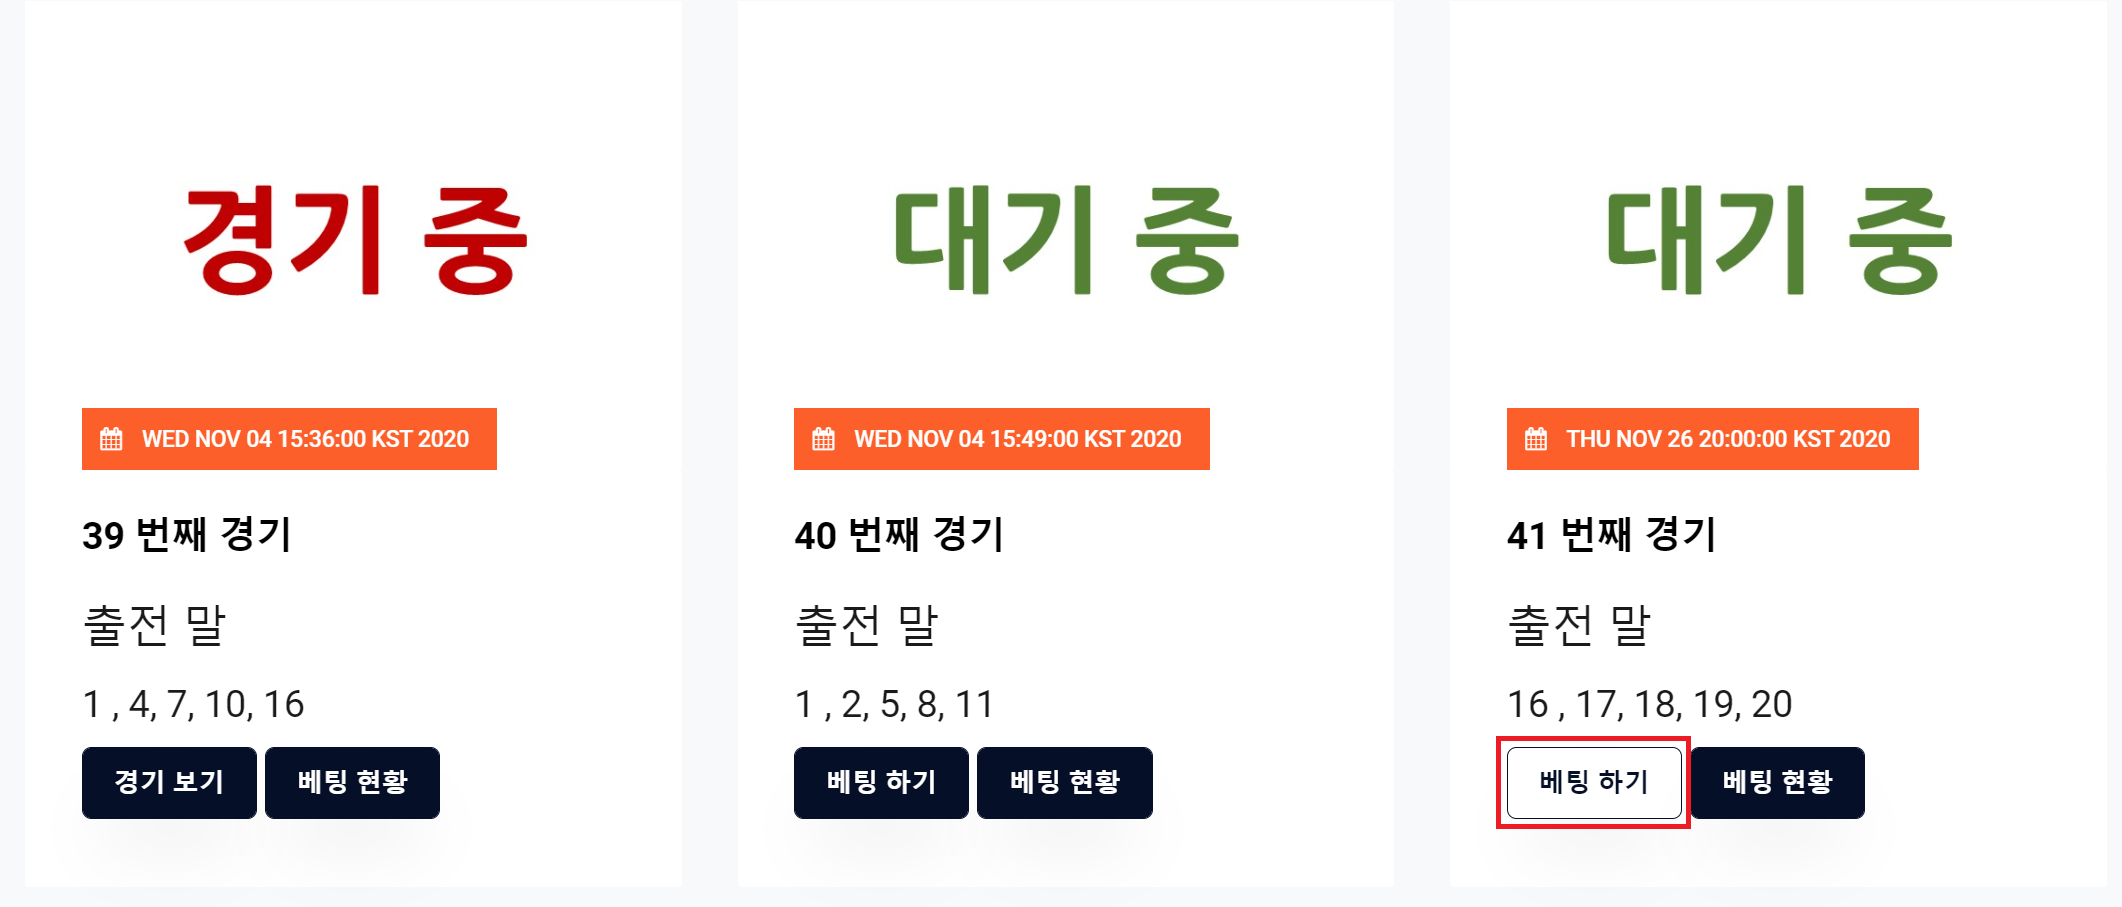 경기 중
WED NOV 04 15:36:00 KST 2020
39 번째 경기
출전 말
1 , 4, 7, 10, 16
경기 보기 베팅 현황
대기 중
WED NOV 04 15:49:00 KST 2020
40 번째 경기
출전 말
1 , 2, 5, 8, 11
베팅 하기 베팅 현황
대기 중
THU NOV 26 20:00:00 KST 2020
41 번째 경기
출전 말
16 , 17, 18, 19, 20
베팅 하기 베팅 현황